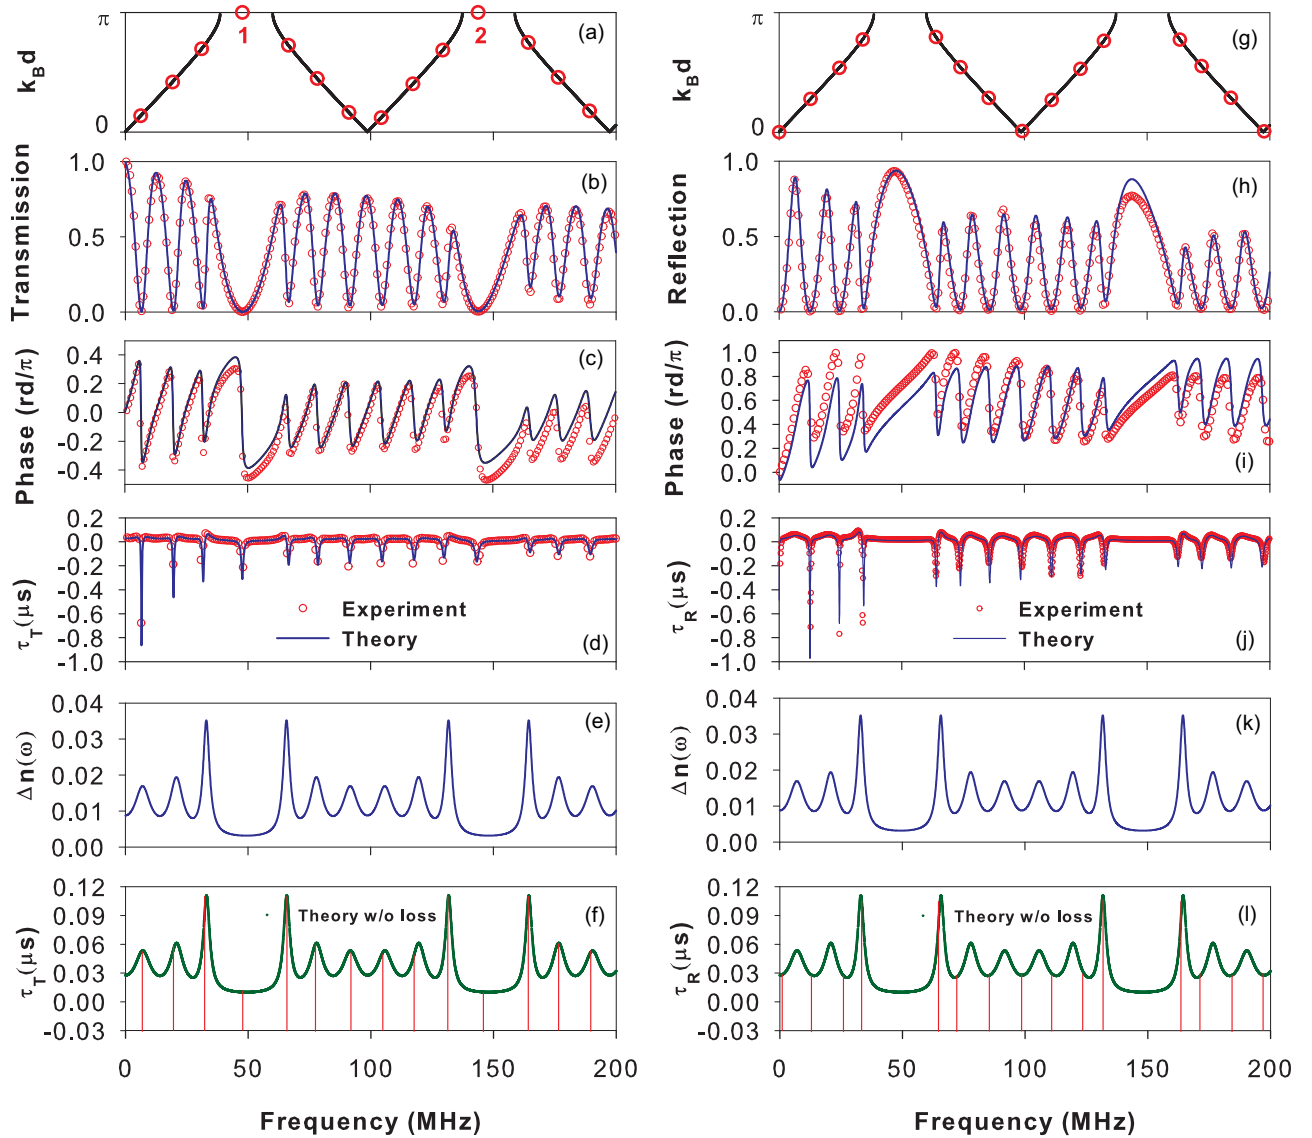 π
k_B d
0
(a)
1
2
1.0
0.5
0.0
Transmission
(b)
0.4
0.2
0.0
-0.2
-0.4
Phase (rd/π)
(c)
0.2
0.0
-0.2
-0.4
-0.6
-0.8
-1.0
τ_T(μs)
Experiment
Theory
(d)
0.04
0.03
0.02
0.01
0.00
Δn(ω)
(e)
0.12
0.09
0.06
0.03
0.00
-0.03
τ_T(μs)
Theory w/o loss
(f)
0 50 100 150 200
Frequency (MHz)
π
k_B d
0
(g)
1.0
0.5
0.0
Reflection
(h)
1.0
0.8
0.6
0.4
0.2
0.0
Phase (rd/π)
(i)
0.2
0.0
-0.2
-0.4
-0.6
-0.8
-1.0
τ_R(μs)
Experiment
Theory
(j)
0.04
0.03
0.02
0.01
0.00
Δn(ω)
(k)
0.12
0.09
0.06
0.03
0.00
-0.03
τ_R(μs)
Theory w/o loss
(l)
0 50 100 150 200
Frequency (MHz)